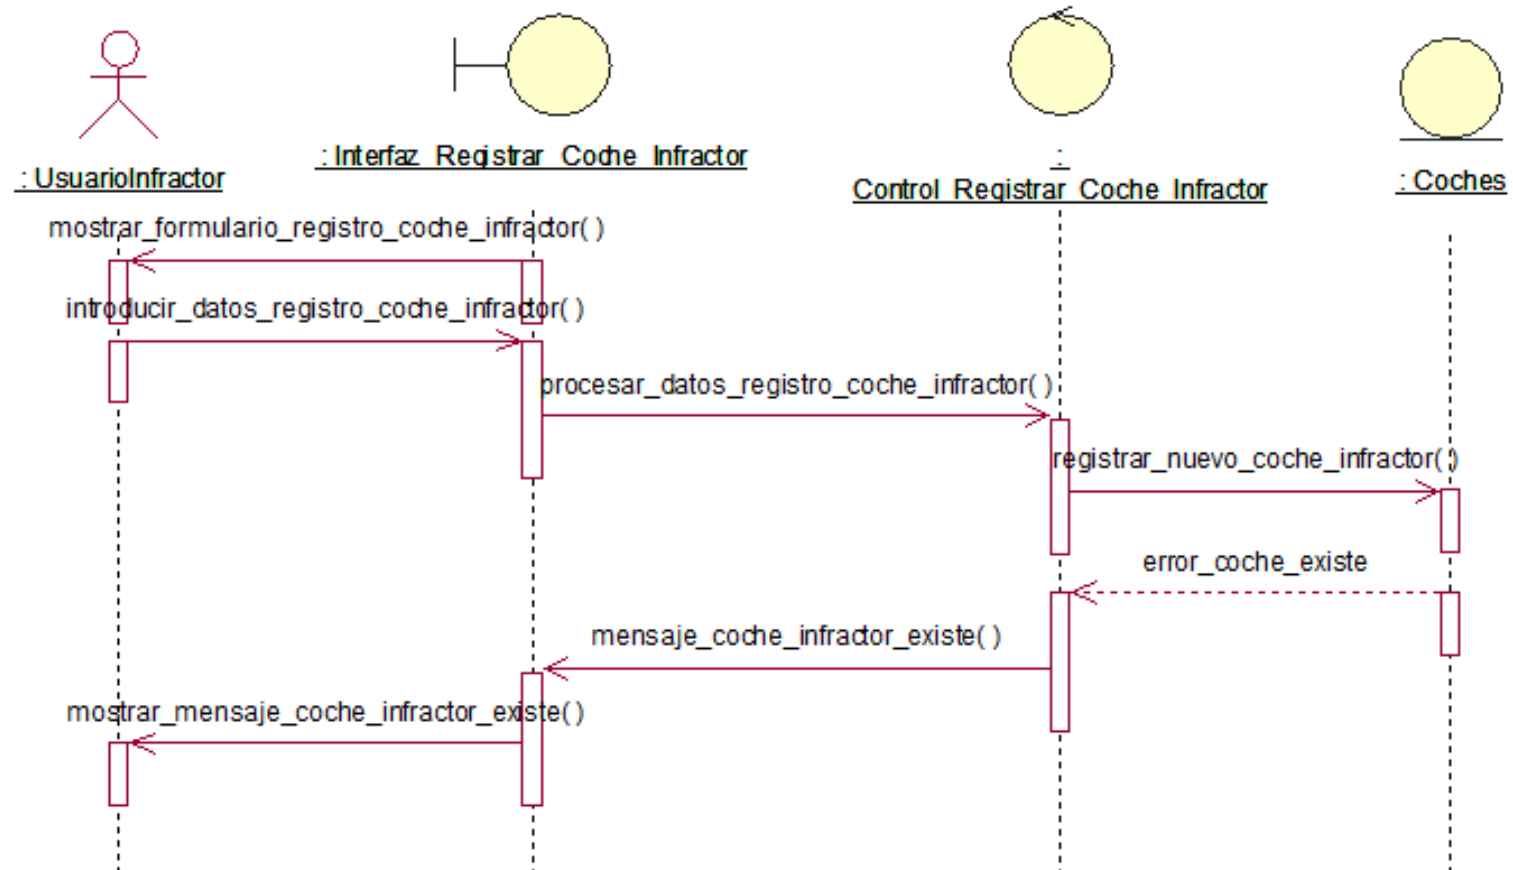 : UsuarioInfractor
: Interfaz_Registrar_Coche_Infractor
:
Control_Registrar_Coche_Infractor
: Coches
mostrar_formulario_registro_coche_infractor( )
introducir_datos_registro_coche_infractor( )
procesar_datos_registro_coche_infractor( )
registrar_nuevo_coche_infractor( )
error_coche_existe
mensaje_coche_infractor_existe( )
mostrar_mensaje_coche_infractor_existe( )